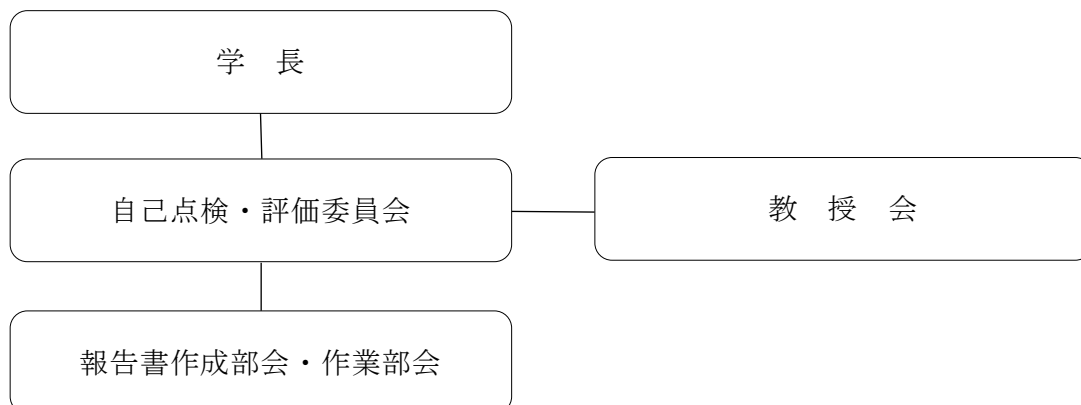 学　長
自己点検・評価委員会
教　授　会
報告書作成部会・作業部会